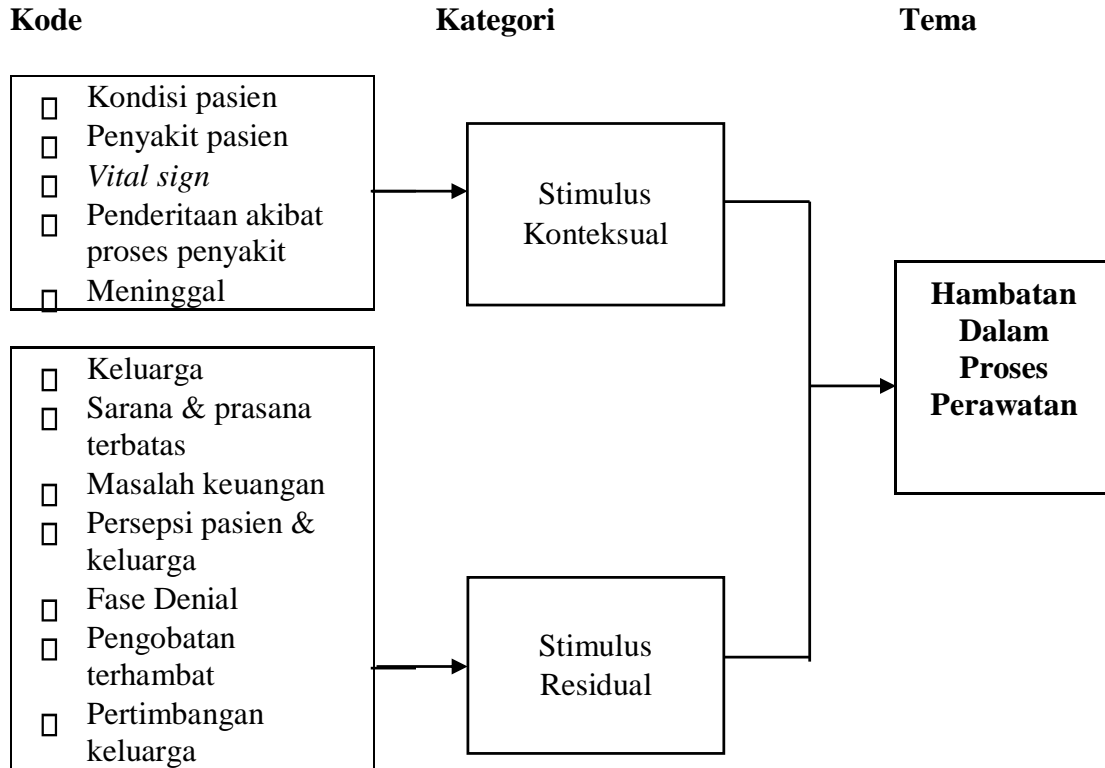 Kode Kategori Tema
Kondisi pasien
Penyakit pasien
Vital sign
Penderitaan akibat
proses penyakit
Meninggal
Stimulus
Konteksual
Keluarga
Sarana & prasana
terbatas
Masalah keuangan
Persepsi pasien &
keluarga
Fase Denial
Pengobatan
terhambat
Pertimbangan
keluarga
Stimulus
Residual
Hambatan
Dalam
Proses
Perawatan